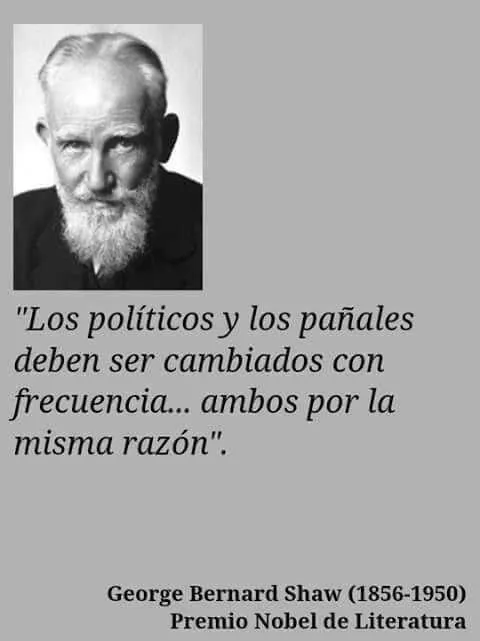 "Los políticos y los pañales
deben ser cambiados con
frecuencia... ambos por la
misma razón".
George Bernard Shaw (1856-1950)
Premio Nobel de Literatura